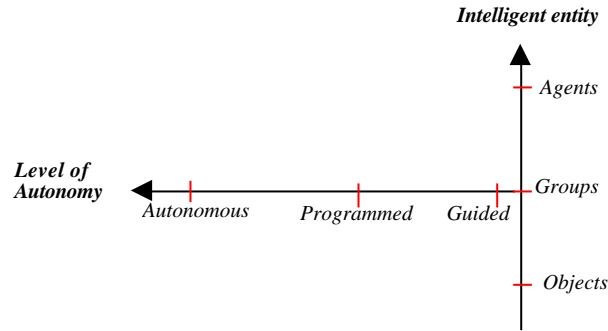 Intelligent entity
Agents
Level of
Autonomy
Groups
Autonomous
Programmed
Guided
Objects